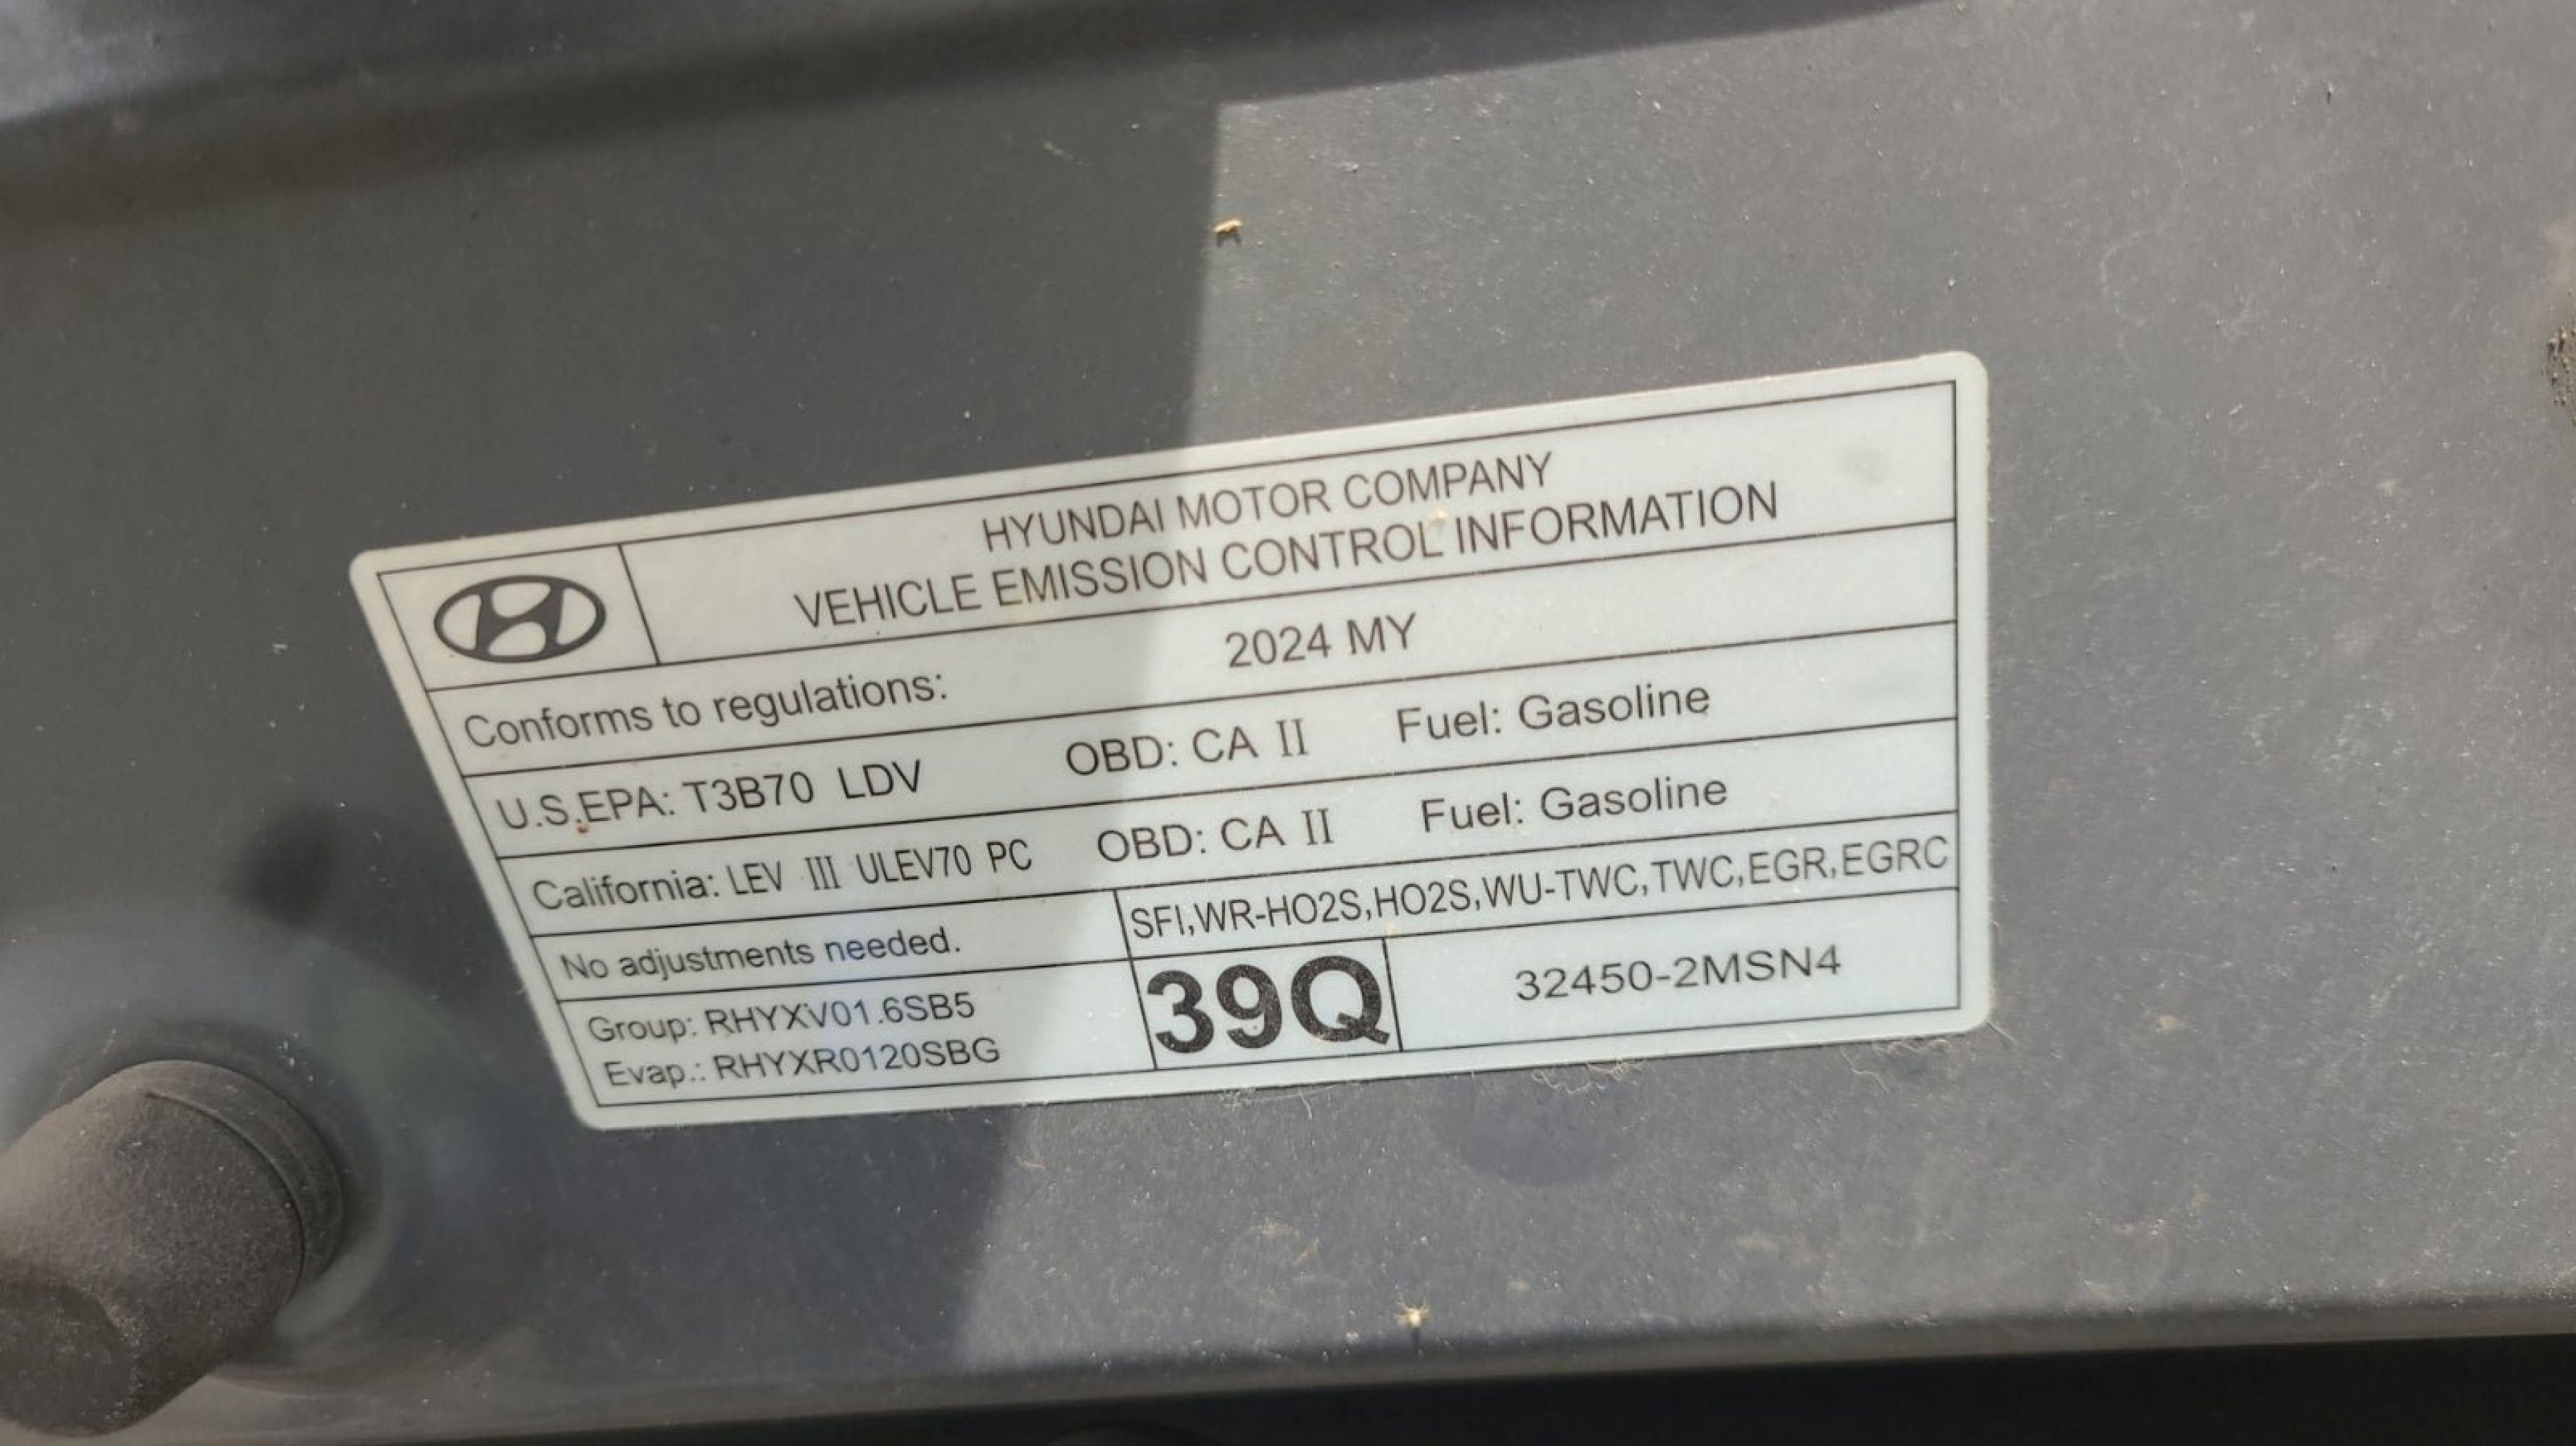 HYUNDAI MOTOR COMPANY
VEHICLE EMISSION CONTROL INFORMATION
Conforms to regulations: 2024 MY
U.S.EPA: T3B70 LDV OBD: CA II Fuel: Gasoline
California: LEV III ULEV70 PC OBD: CA II Fuel: Gasoline
No adjustments needed. SFI,WR-HO2S,HO2S,WU-TWC,TWC,EGR,EGRC
Group: RHYXV01.6SB5
Evap.: RHYXR0120SBG
39Q
32450-2MSN4